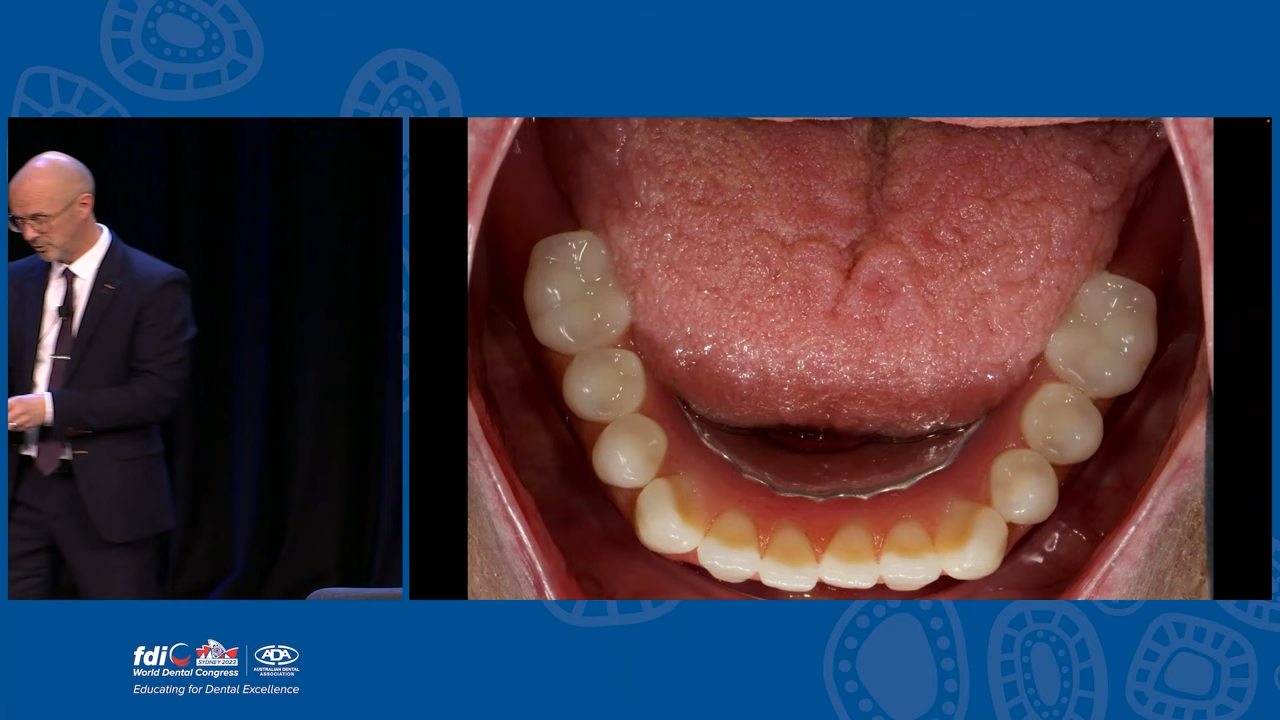 fdi
SYDNEY 2023
World Dental Congress
ADA
AUSTRALIAN DENTAL
ASSOCIATION
Educating for Dental Excellence